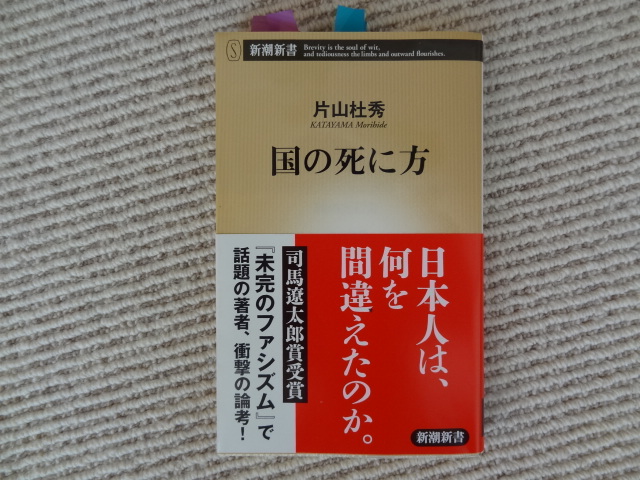 S 新潮新書
Brevity is the soul of wit,
and tediousness the limbs and outward flourishes.
片山杜秀
KATAYAMA Morihide
国の死に方
日本人は、
何を
間違えたのか。
司馬遼太郎賞受賞
『未完のファシズム』で
話題の著者、衝撃の論考!
新潮新書